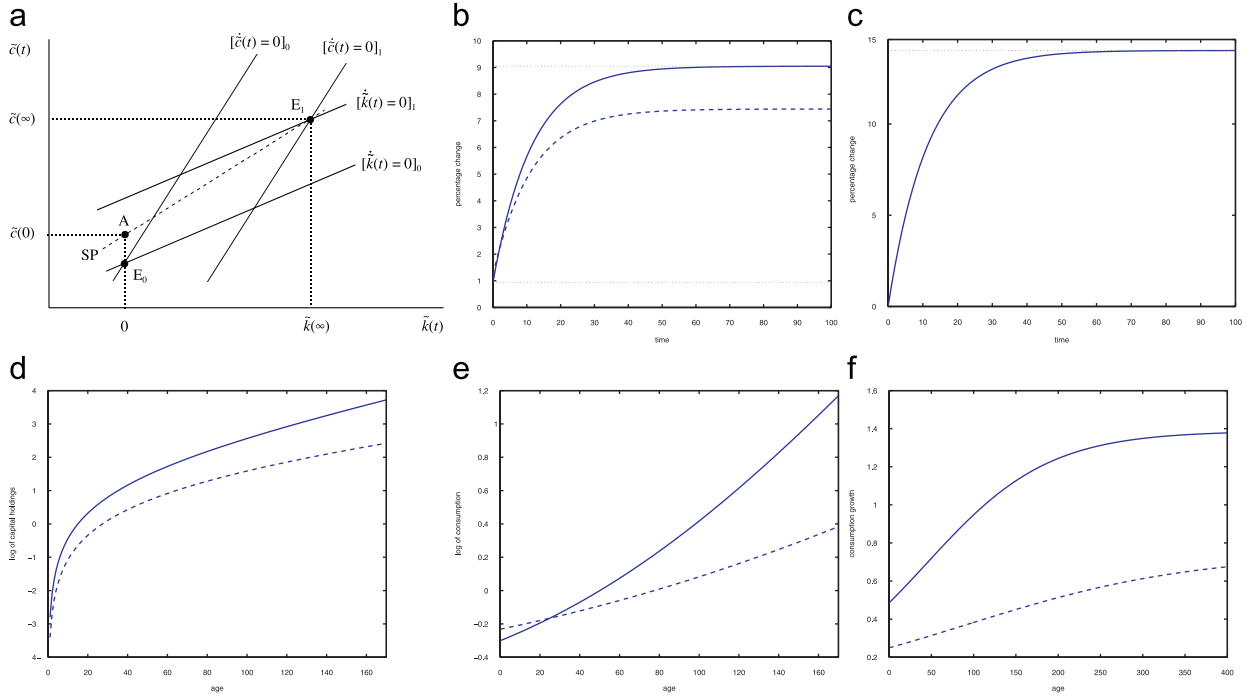 a
c̃(t)
[ċ̃(t) = 0]₀
[ċ̃(t) = 0]₁
E₁
[k̃̇(t) = 0]₁
c̃(∞)
[k̃̇(t) = 0]₀
A
c̃(0)
SP
E₀
0
k̃(∞)
k̃(t)
b
percentage change
10
9
8
7
6
5
4
3
2
1
0
0 10 20 30 40 50 60 70 80 90 100
time
c
percentage change
15
10
15
0
0 10 20 30 40 50 60 70 80 90 100
time
d
log of capital holdings
4
3
2
1
0
−1
−2
−3
4−
0 20 40 60 80 100 120 140 160
age
e
log of consumption
1.2
1
0.8
0.6
0.4
0.2
0
−0.2
−0.4
0 20 40 60 80 100 120 140 160
age
f
consumption growth
1.6
1.4
1.2
1
0.8
0.6
0.4
0.2
0 50 100 150 200 250 300 350 400
age